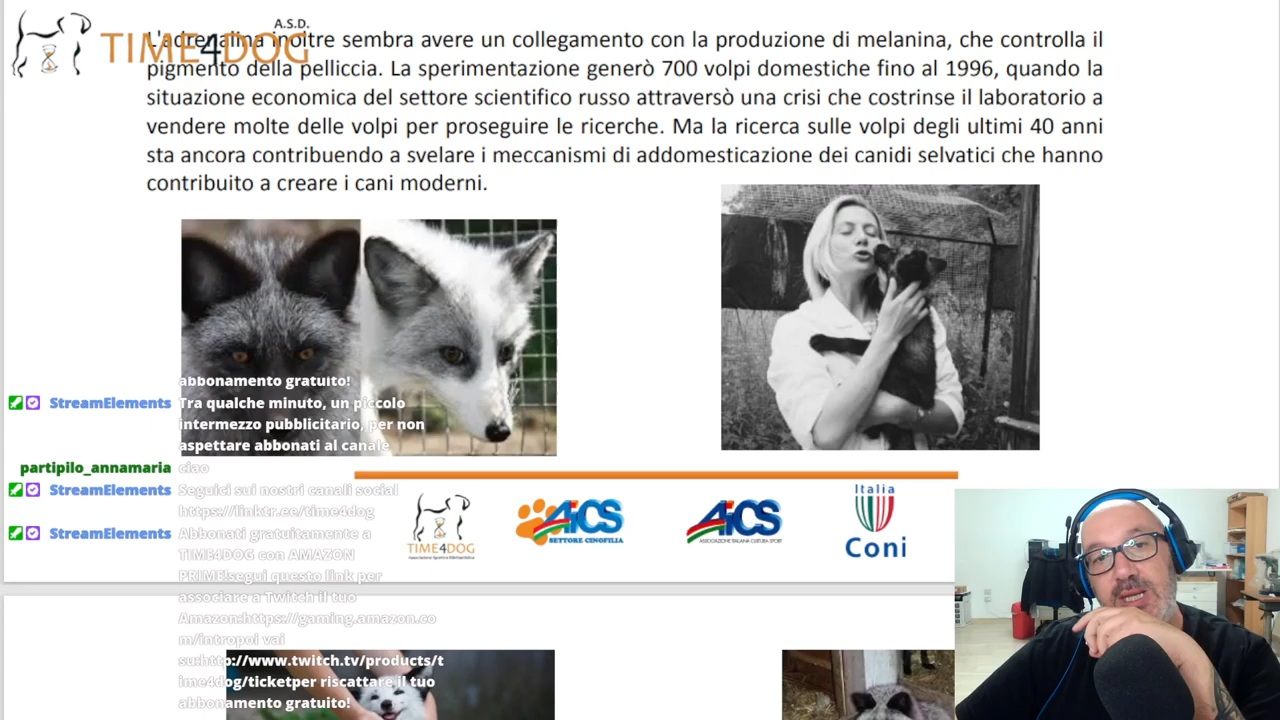 A.S.D.
TIME4DOG
L'adrenalina inoltre sembra avere un collegamento con la produzione di melanina, che controlla il
pigmento della pelliccia. La sperimentazione generò 700 volpi domestiche fino al 1996, quando la
situazione economica del settore scientifico russo attraversò una crisi che costrinse il laboratorio a
vendere molte delle volpi per proseguire le ricerche. Ma la ricerca sulle volpi degli ultimi 40 anni
sta ancora contribuendo a svelare i meccanismi di addomesticazione dei canidi selvatici che hanno
contribuito a creare i cani moderni.
abbonamento gratuito!
StreamElements Tra qualche minuto, un piccolo
intermezzo pubblicitario, per non
aspettare abbonati al canale
partipilo_annamaria ciao
StreamElements Seguici sui nostri canali social
https://linktr.ee/time4dog
StreamElements Abbonati gratuitamente a
TIME4DOG con AMAZON
PRIME!segui questo link per
associare a Twitch il tuo
Amazon:https://gaming.amazon.co
m/intropoi vai
su:http://www.twitch.tv/products/t
ime4dog/ticketper riscattare il tuo
abbonamento gratuito!
TIME4DOG
AiCS
SETTORE CINOFILIA
AiCS
ASSOCIAZIONE ITALIANA CULTURA SPORT
Italia
Coni